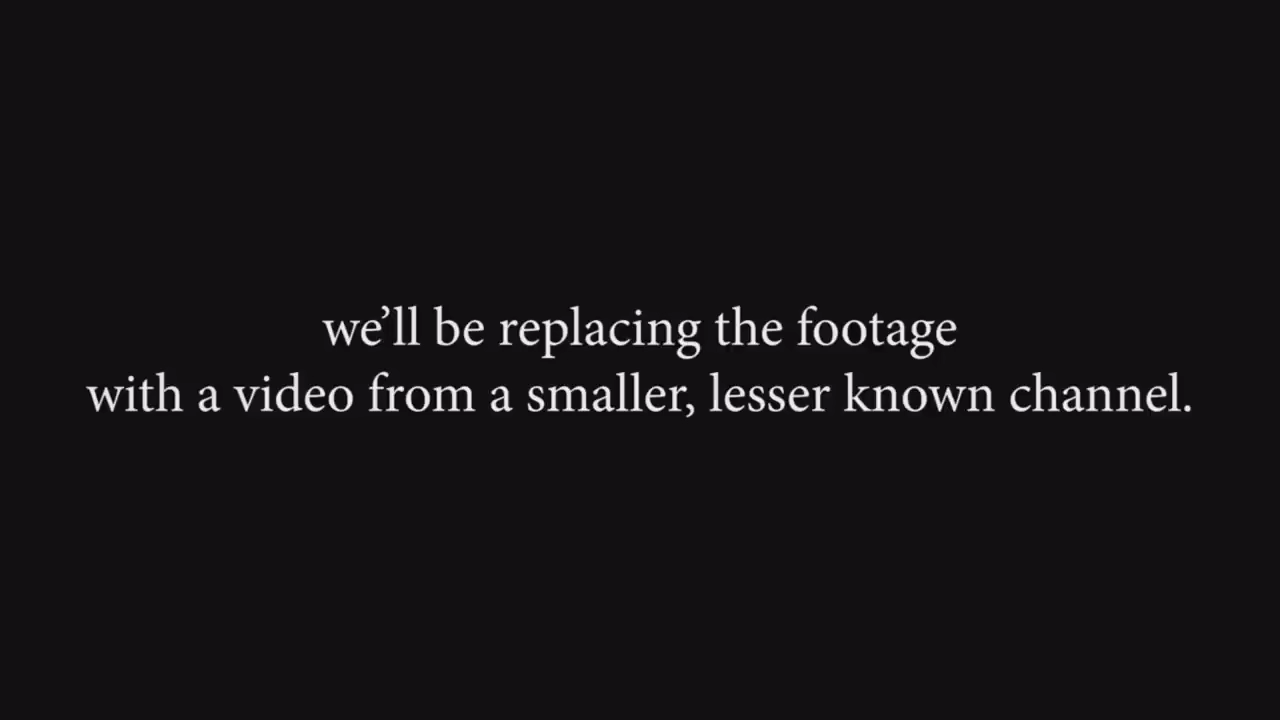 we’ll be replacing the footage
with a video from a smaller, lesser known channel.